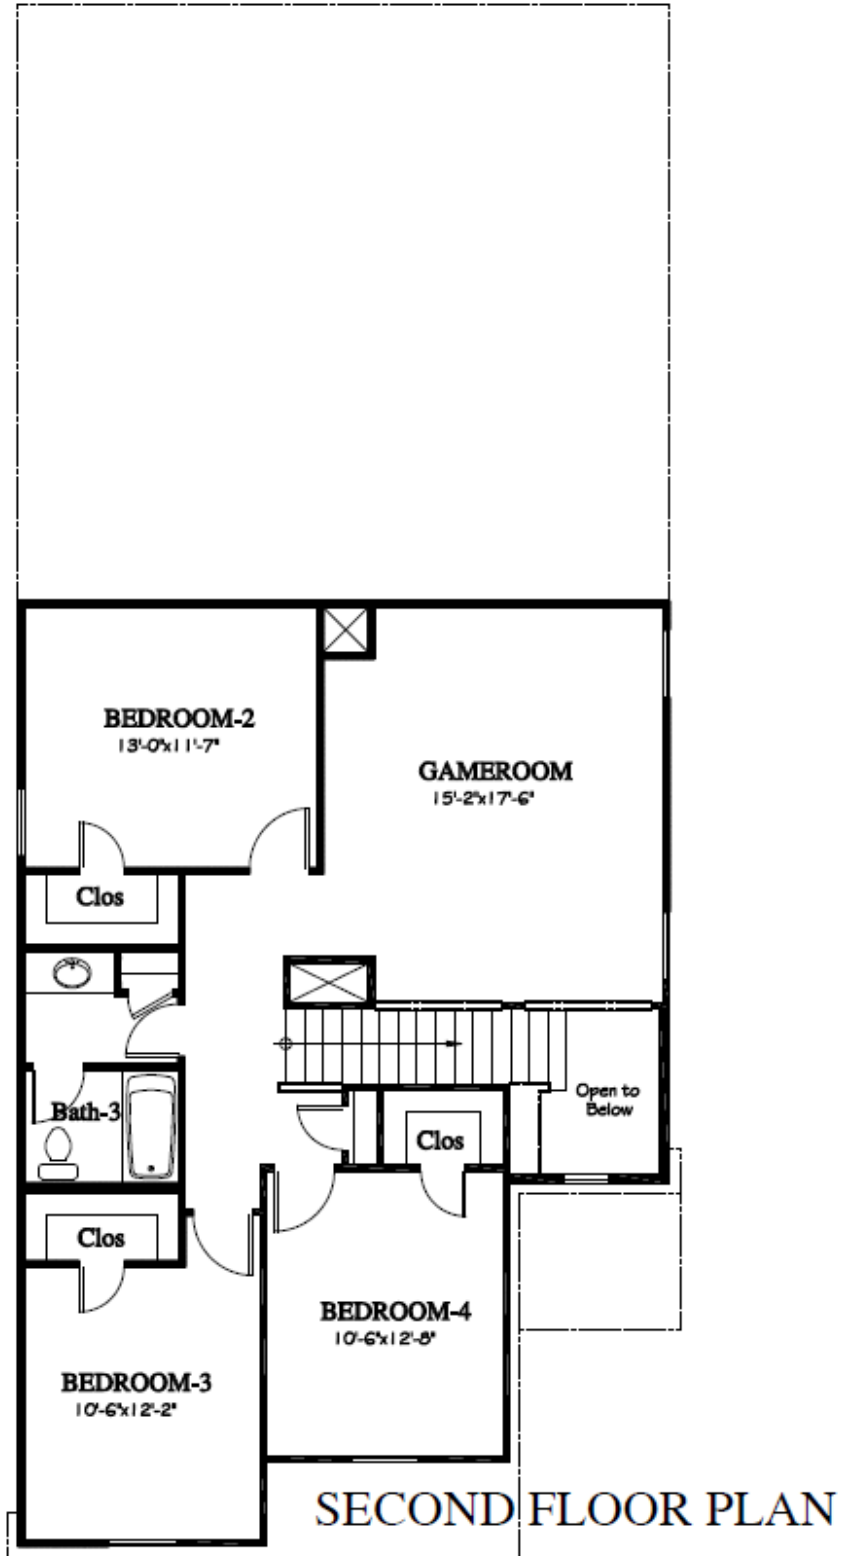 BEDROOM-2
13'-0"x11'-7"
GAMEROOM
15'-2"x17'-6"
Clos
Open to
Below
Bath-3
Clos
Clos
BEDROOM-4
10'-6"x12'-8"
BEDROOM-3
10'-6"x12'-2"
SECOND FLOOR PLAN